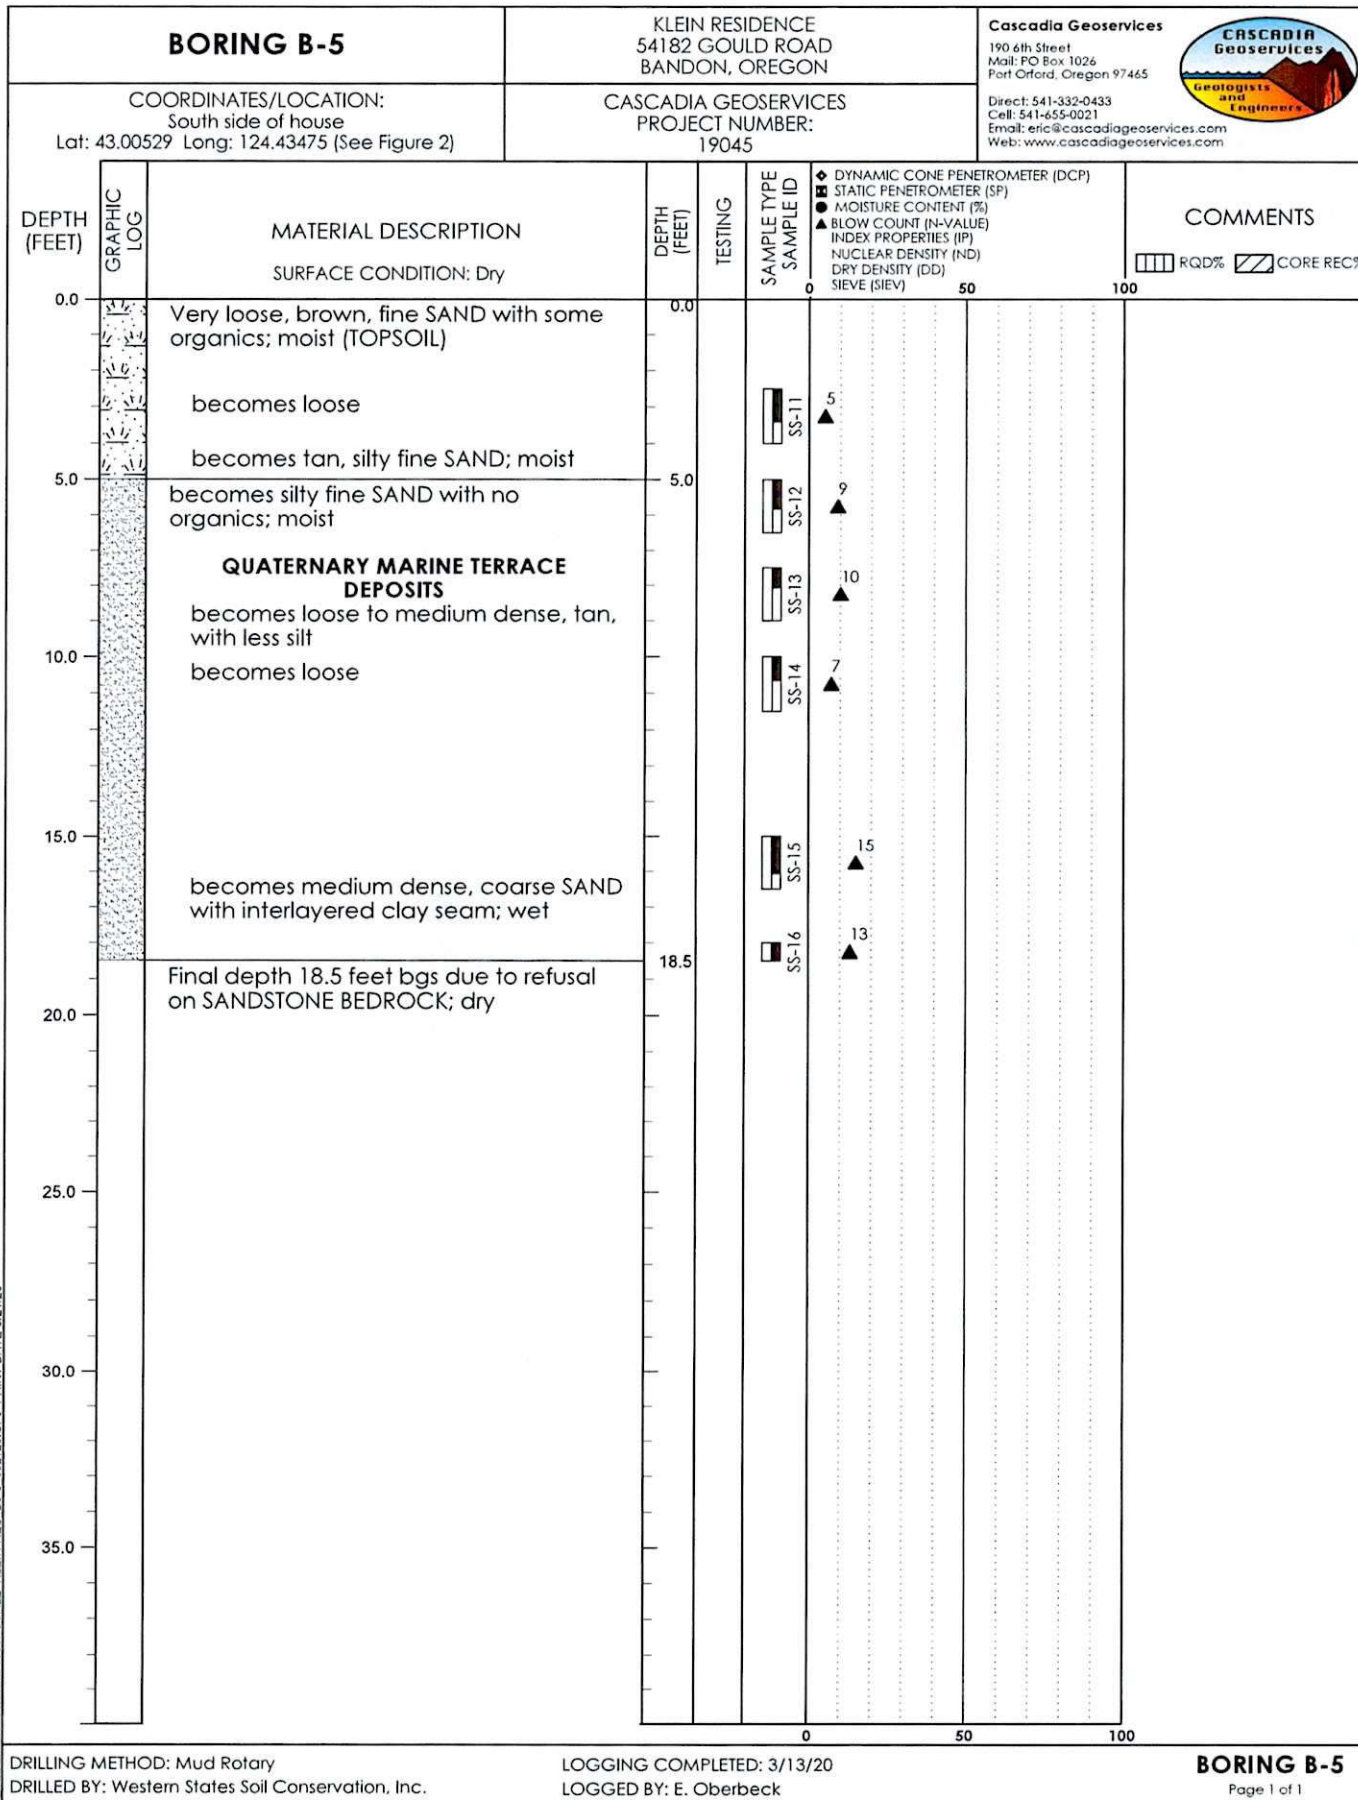 BORING B-5
KLEIN RESIDENCE
54182 GOULD ROAD
BANDON, OREGON
Cascadia Geoservices
190 6th Street
Mail: PO Box 1026
Port Orford, Oregon 97465
Direct: 541-332-0433
Cell: 541-655-0021
Email: eric@cascadiageoservices.com
Web: www.cascadiageoservices.com
CASCADIA
Geoservices
Geologists
and
Engineers
COORDINATES/LOCATION:
South side of house
Lat: 43.00529 Long: 124.43475 (See Figure 2)
CASCADIA GEOSERVICES
PROJECT NUMBER:
19045
DEPTH
(FEET)
GRAPHIC
LOG
MATERIAL DESCRIPTION
SURFACE CONDITION: Dry
DEPTH
(FEET)
TESTING
SAMPLE TYPE
SAMPLE ID
DYNAMIC CONE PENETROMETER (DCP)
STATIC PENETROMETER (SP)
MOISTURE CONTENT (%)
BLOW COUNT (N-VALUE)
INDEX PROPERTIES (IP)
NUCLEAR DENSITY (ND)
DRY DENSITY (DD)
SIEVE (SIEV)
0 50 100
COMMENTS
RQD% CORE REC%
0.0
Very loose, brown, fine SAND with some
organics; moist (TOPSOIL)
0.0
becomes loose
SS-11
5
becomes tan, silty fine SAND; moist
5.0
5.0
becomes silty fine SAND with no
organics; moist
SS-12
9
QUATERNARY MARINE TERRACE
DEPOSITS
becomes loose to medium dense, tan,
with less silt
SS-13
10
10.0
becomes loose
SS-14
7
15.0
SS-15
15
becomes medium dense, coarse SAND
with interlayered clay seam; wet
SS-16
13
18.5
Final depth 18.5 feet bgs due to refusal
on SANDSTONE BEDROCK; dry
20.0
25.0
30.0
35.0
0 50 100
DRILLING METHOD: Mud Rotary
DRILLED BY: Western States Soil Conservation, Inc.
LOGGING COMPLETED: 3/13/20
LOGGED BY: E. Oberbeck
BORING B-5
Page 1 of 1